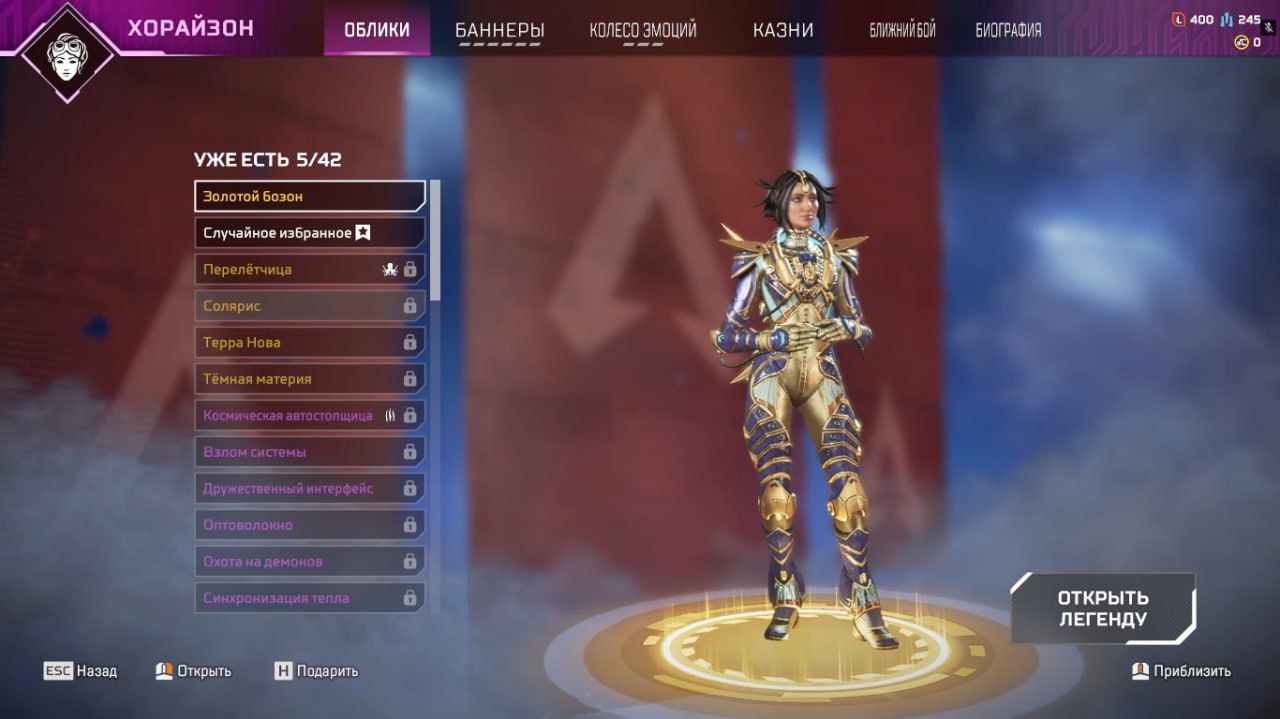 ХОРАЙЗОН
ОБЛИКИ
БАННЕРЫ
КОЛЕСО ЭМОЦИЙ
КАЗНИ
БЛИЖНИЙ БОЙ
БИОГРАФИЯ
400 245
0
УЖЕ ЕСТЬ 5/42
Золотой бозон
Случайное избранное
Перелётчица
Солярис
Терра Нова
Тёмная материя
Космическая автостопщица
Взлом системы
Дружественный интерфейс
Оптоволокно
Охота на демонов
Синхронизация тепла
ОТКРЫТЬ
ЛЕГЕНДУ
ESC Назад
Открыть
H Подарить
Приблизить